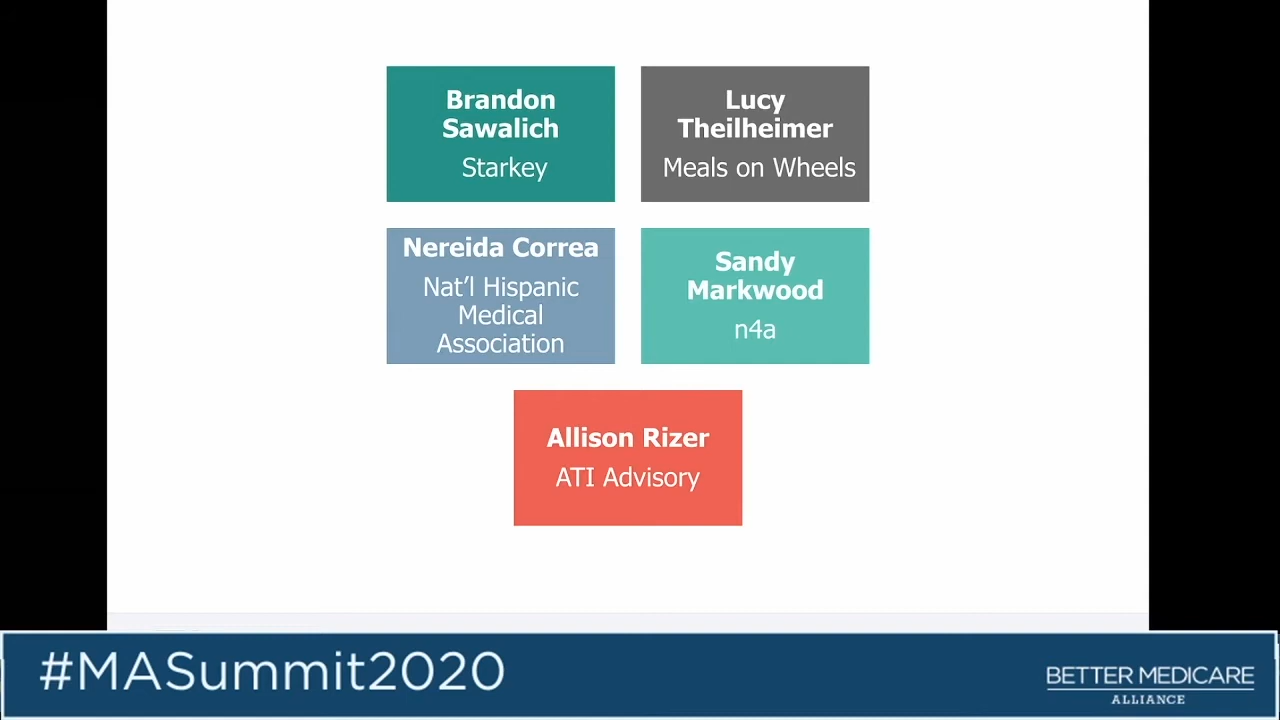 Brandon
Sawalich
Starkey
Lucy
Theilheimer
Meals on Wheels
Nereida Correa
Nat’l Hispanic
Medical
Association
Sandy
Markwood
n4a
Allison Rizer
ATI Advisory
#MASummit2020
BETTER MEDICARE
ALLIANCE